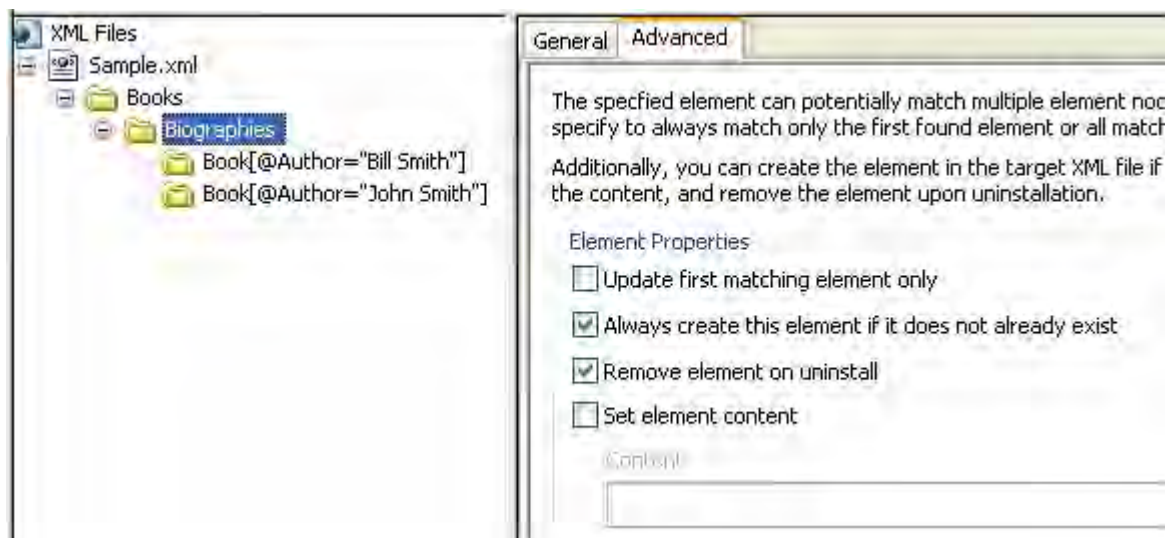 XML Files
Sample.xml
Books
Biographies
Book[@Author="Bill Smith"]
Book[@Author="John Smith"]
General
Advanced
The specfied element can potentially match multiple element
specify to always match only the first found element or all
Additionally, you can create the element in the target XML file if
the content, and remove the element upon uninstallation.
Element Properties
Update first matching element only
Always create this element if it does not already exist
Remove element on uninstall
Set element content
Content